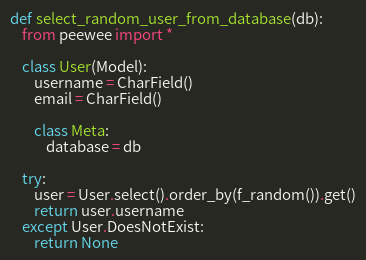 def select_random_user_from_database(db):
    from peewee import *

    class User(Model):
        username = CharField()
        email = CharField()

        class Meta:
            database = db

    try:
        user = User.select().order_by(f_random()).get()
        return user.username
    except User.DoesNotExist:
        return None